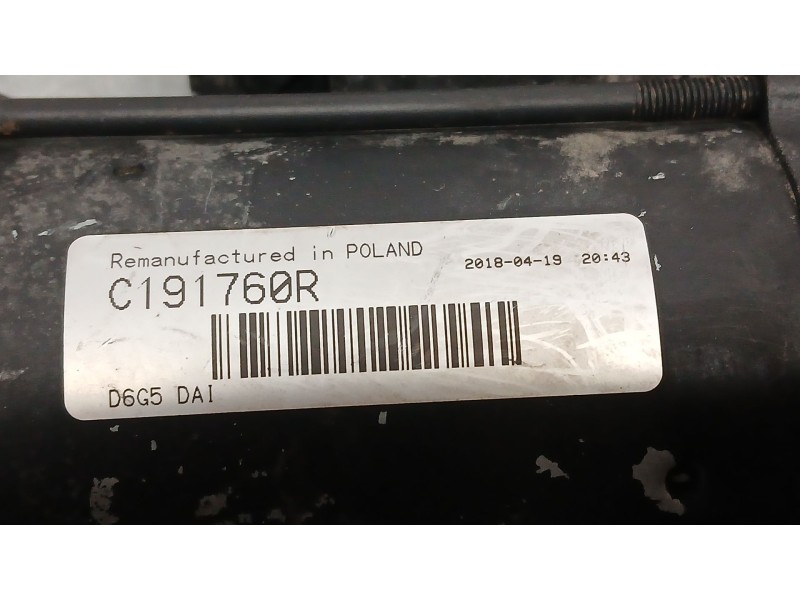 Remanufactured in POLAND 2018-04-19 20:43
C191760R
D6G5 DAI